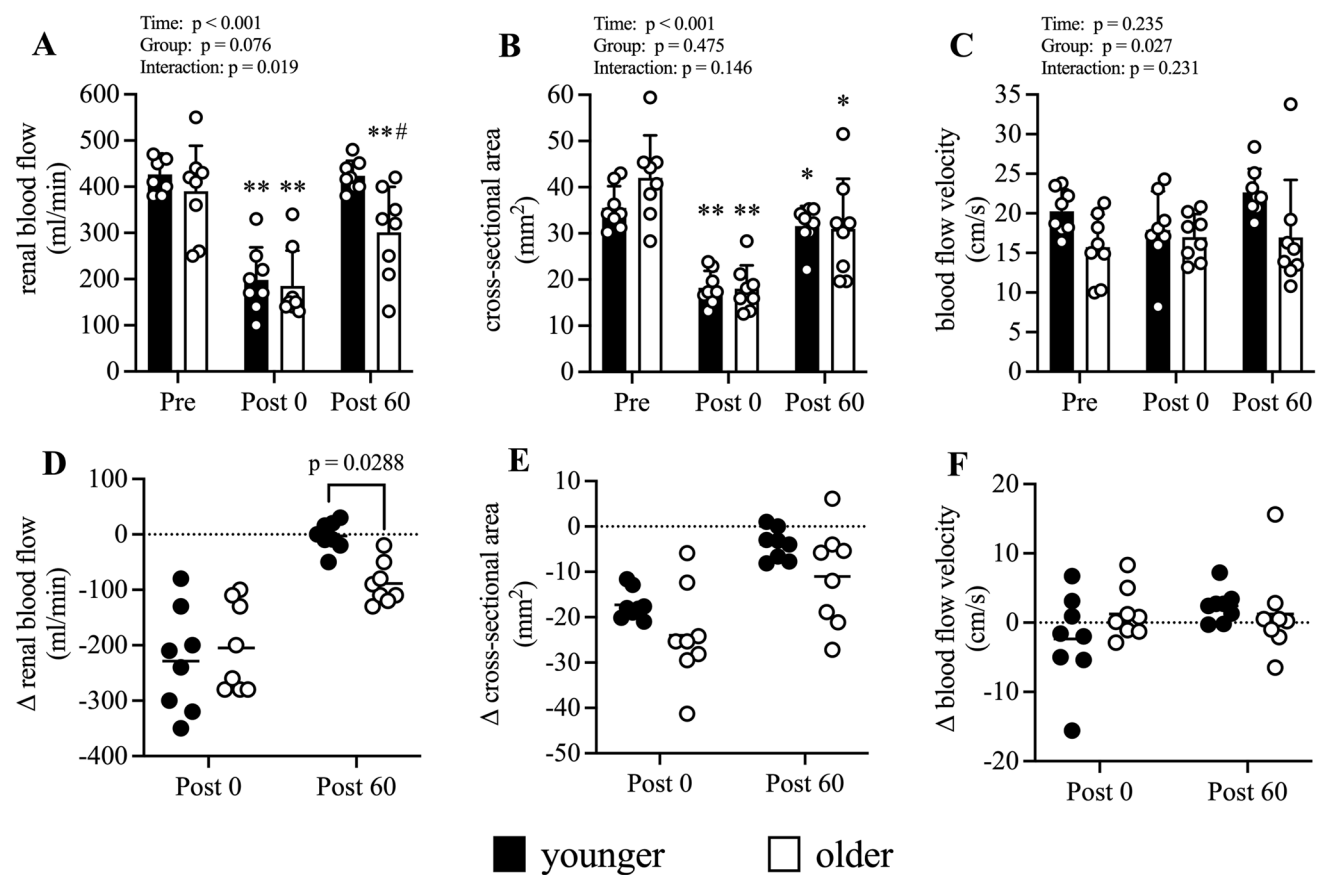 A
Time: p < 0.001
Group: p = 0.076
Interaction: p = 0.019
renal blood flow
(ml/min)
600
500
400
300
200
100
0
** **
**#
Pre Post 0 Post 60
B
Time: p < 0.001
Group: p = 0.475
Interaction: p = 0.146
cross-sectional area
(mm2)
60
40
20
0
** **
* *
Pre Post 0 Post 60
C
Time: p = 0.235
Group: p = 0.027
Interaction: p = 0.231
blood flow velocity
(cm/s)
35
30
25
20
15
10
5
0
Pre Post 0 Post 60
D
Δ renal blood flow
(ml/min)
100
0
-100
-200
-300
-400
p = 0.0288
Post 0 Post 60
E
Δ cross-sectional area
(mm2)
10
0
-10
-20
-30
-40
-50
Post 0 Post 60
F
Δ blood flow velocity
(cm/s)
20
10
0
-10
-20
Post 0 Post 60
younger older